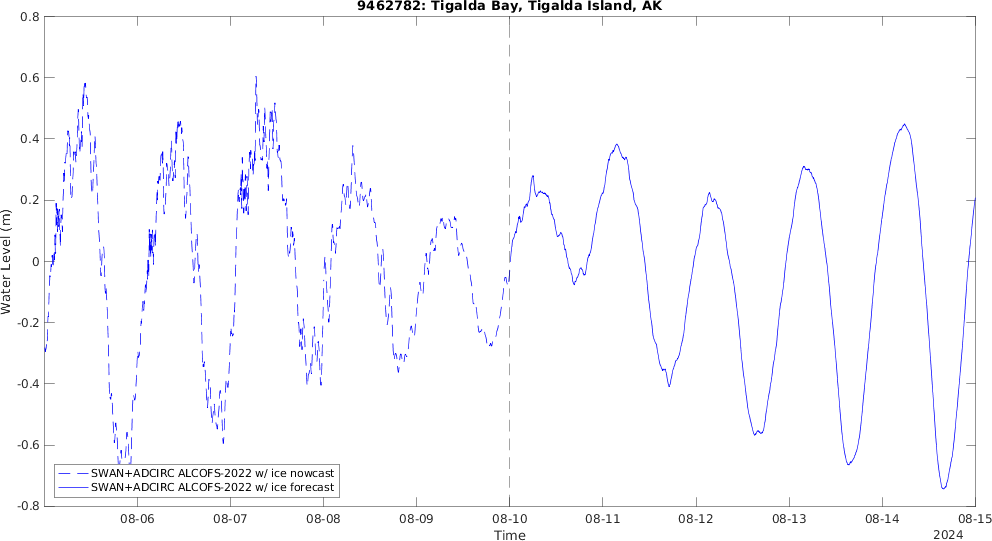 9462782: Tigalda Bay, Tigalda Island, AK
Water Level (m)
0.8
0.6
0.4
0.2
0
-0.2
-0.4
-0.6
-0.8
SWAN+ADCIRC ALCOFS-2022 w/ ice nowcast
SWAN+ADCIRC ALCOFS-2022 w/ ice forecast
08-06 08-07 08-08 08-09 08-10 08-11 08-12 08-13 08-14 08-15
Time
2024